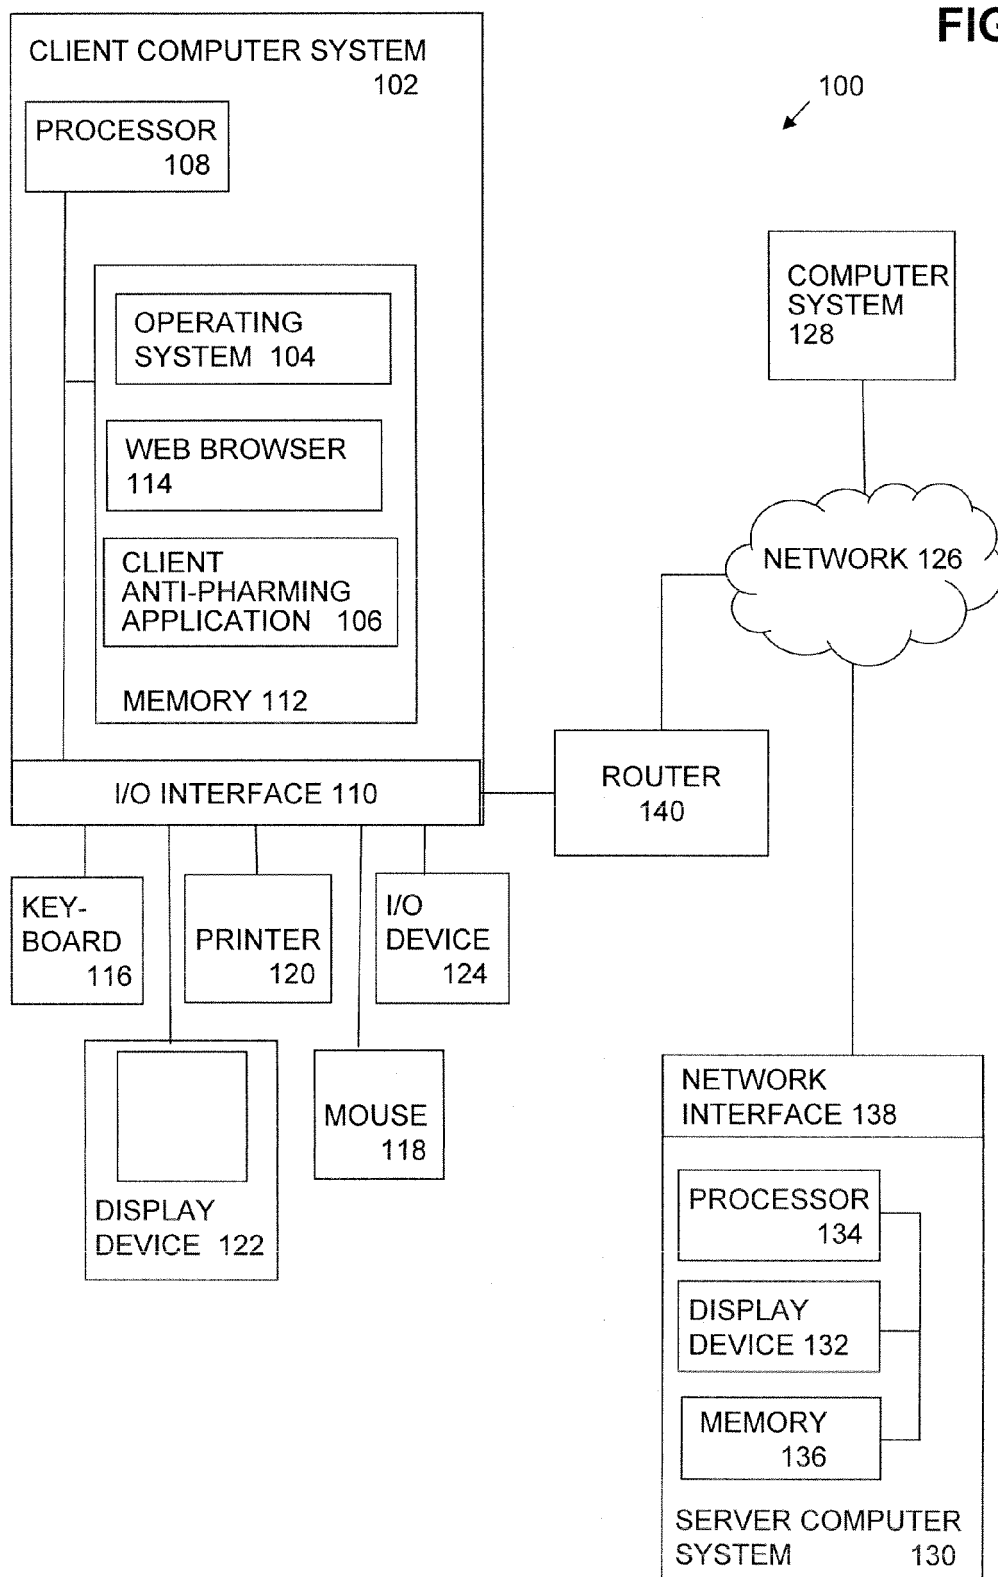 FIG
100
CLIENT COMPUTER SYSTEM
102
PROCESSOR
108
OPERATING
SYSTEM 104
WEB BROWSER
114
CLIENT
ANTI-PHARMING
APPLICATION 106
MEMORY 112
I/O INTERFACE 110
KEY-
BOARD
116
PRINTER
120
I/O
DEVICE
124
DISPLAY
DEVICE 122
MOUSE
118
ROUTER
140
COMPUTER
SYSTEM
128
NETWORK 126
NETWORK
INTERFACE 138
PROCESSOR
134
DISPLAY
DEVICE 132
MEMORY
136
SERVER COMPUTER
SYSTEM 130